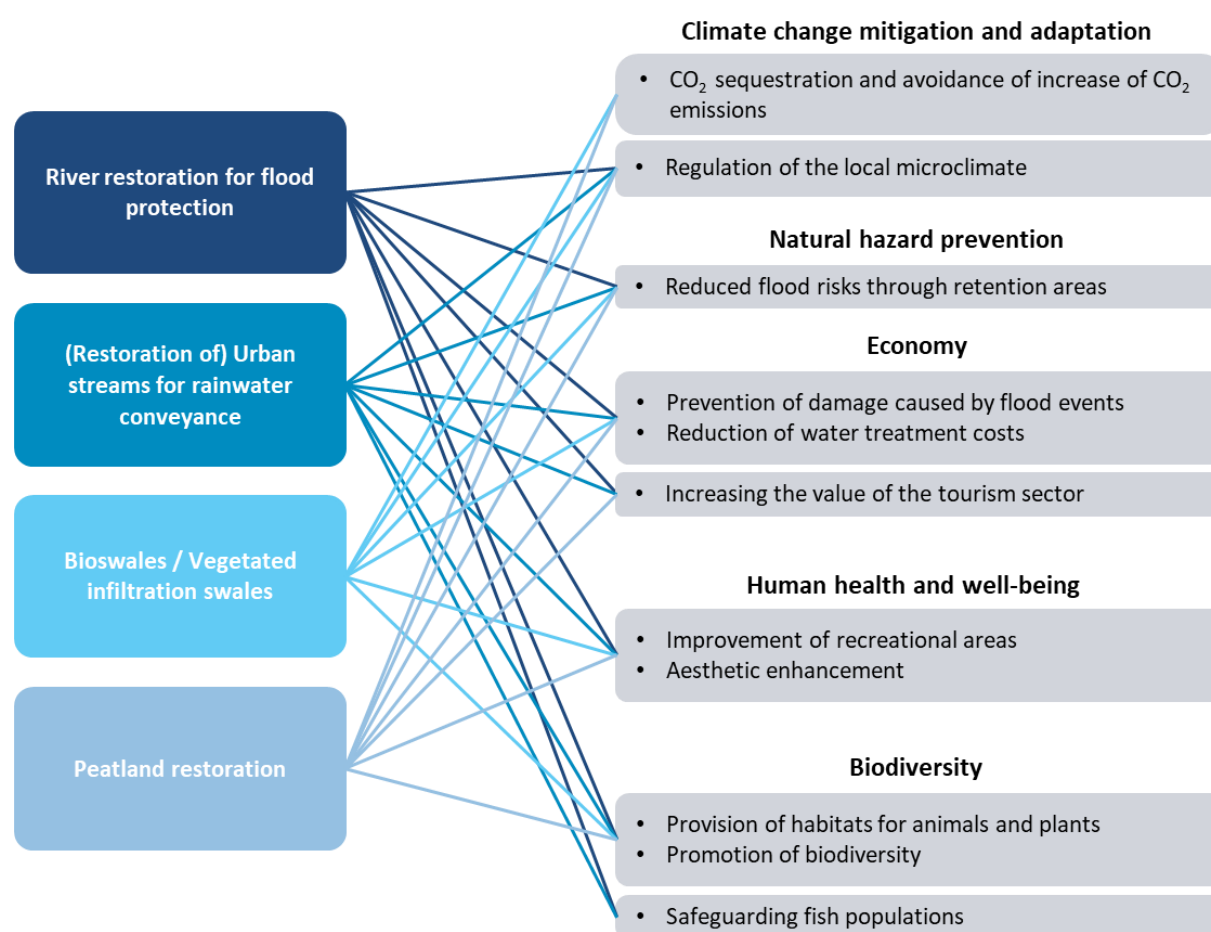 River restoration for flood
protection
(Restoration of) Urban
streams for rainwater
conveyance
Bioswales / Vegetated
infiltration swales
Peatland restoration
Climate change mitigation and adaptation
• CO₂ sequestration and avoidance of increase of CO₂
emissions
• Regulation of the local microclimate
Natural hazard prevention
• Reduced flood risks through retention areas
Economy
• Prevention of damage caused by flood events
• Reduction of water treatment costs
• Increasing the value of the tourism sector
Human health and well-being
• Improvement of recreational areas
• Aesthetic enhancement
Biodiversity
• Provision of habitats for animals and plants
• Promotion of biodiversity
• Safeguarding fish populations